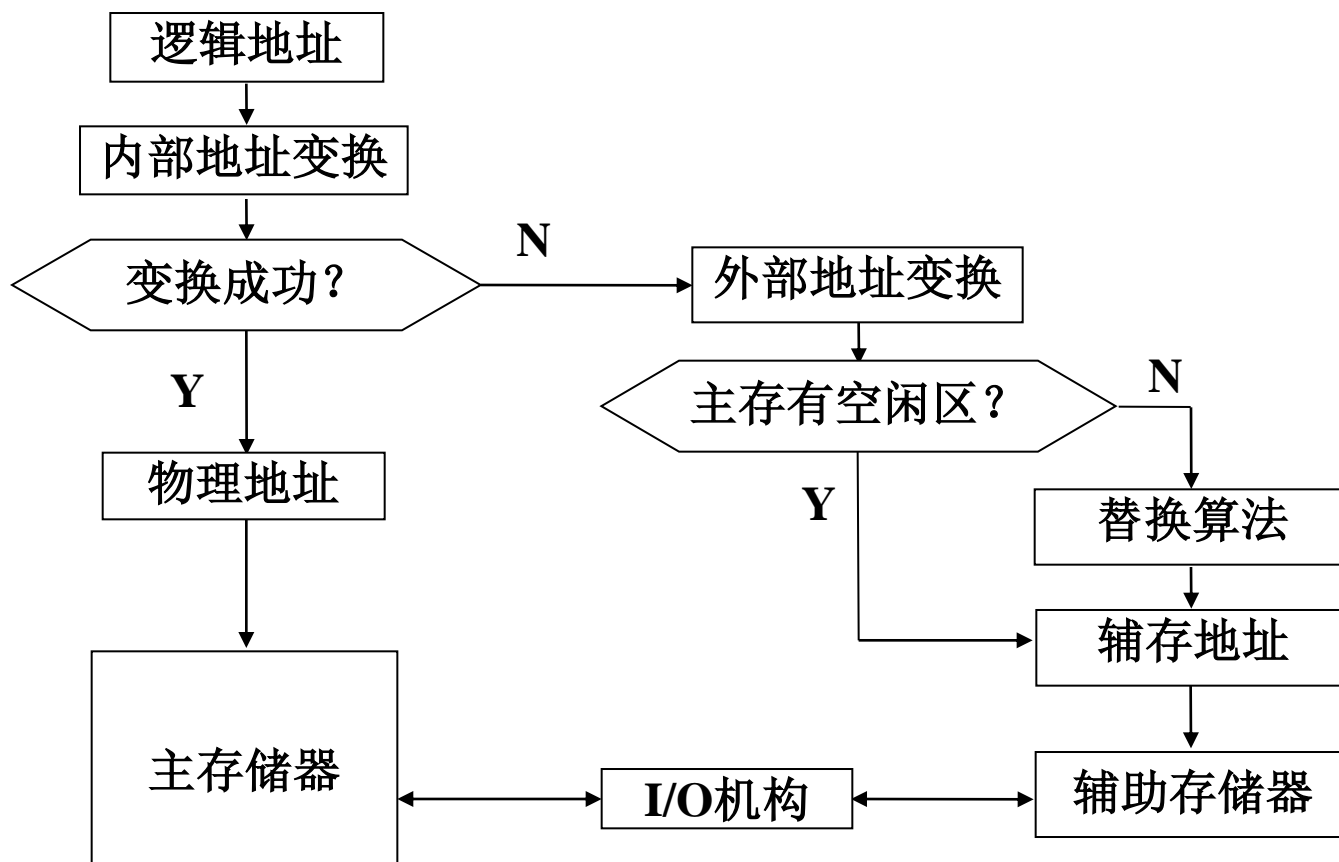 逻辑地址
内部地址变换
变换成功？
N
外部地址变换
Y
主存有空闲区？
N
物理地址
Y
替换算法
辅存地址
主存储器
I/O机构
辅助存储器